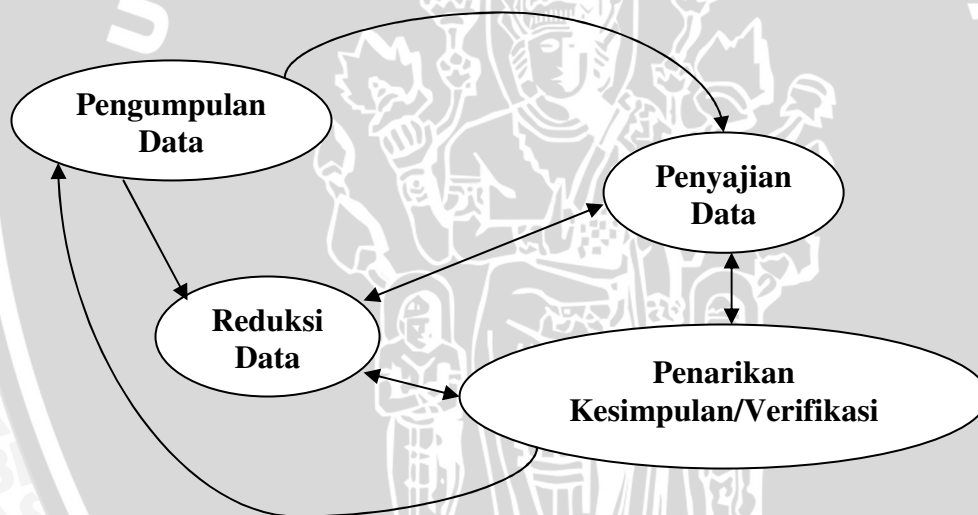 Pengumpulan
Data
Penyajian
Data
Reduksi
Data
Penarikan
Kesimpulan/Verifikasi